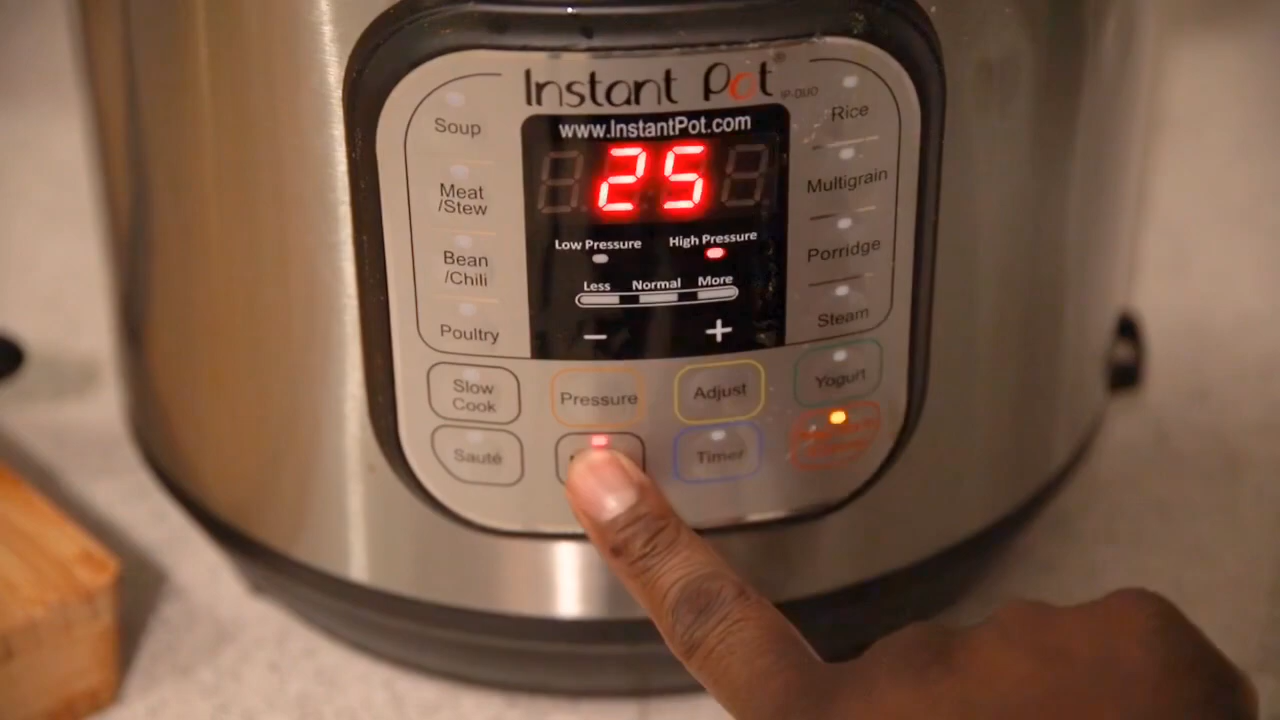 Instant Pot®
IP-DUO
www.InstantPot.com
25
Low Pressure
High Pressure
Less
Normal
More
−
+
Soup
Meat
/Stew
Bean
/Chili
Poultry
Rice
Multigrain
Porridge
Steam
Slow
Cook
Pressure
Adjust
Yogurt
Sauté
Timer